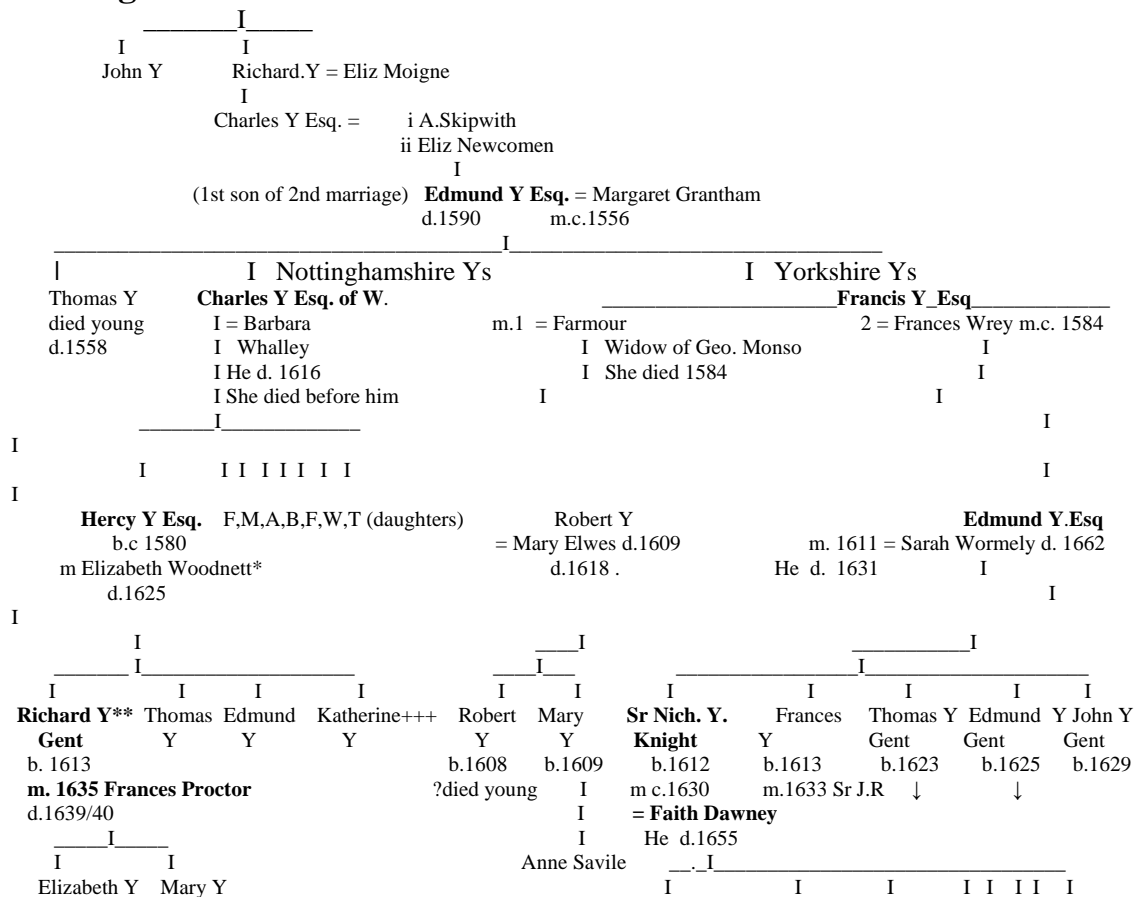 I
I I
John Y Richard.Y = Eliz Moigne
I
Charles Y Esq. = i A.Skipwith
ii Eliz Newcomen
I
(1st son of 2nd marriage) Edmund Y Esq. = Margaret Grantham
d.1590 m.c.1556
I
I I Nottinghamshire Ys I Yorkshire Ys
Thomas Y Charles Y Esq. of W. Francis Y_Esq
died young I = Barbara m.1 = Farmour 2 = Frances Wrey m.c. 1584
d.1558 I Whalley I Widow of Geo. Monso I
I He d. 1616 I She died 1584 I
I She died before him I I
I I
I
I I I I I I I I I
I
Hercy Y Esq. F,M,A,B,F,W,T (daughters) Robert Y Edmund Y.Esq
b.c 1580 = Mary Elwes d.1609 m. 1611 = Sarah Wormely d. 1662
m Elizabeth Woodnett* d.1618 . He d. 1631 I
d.1625 I
I
I I I
I I I
I I I I I I I I I I I
Richard Y** Thomas Edmund Katherine+++ Robert Mary Sr Nich. Y. Frances Thomas Y Edmund Y John Y
Gent Y Y Y Y Y Knight Y Gent Gent Gent
b. 1613 b.1608 b.1609 b.1612 b.1613 b.1623 b.1625 b.1629
m. 1635 Frances Proctor ?died young I m c.1630 m.1633 Sr J.R ↓ ↓
d.1639/40 I = Faith Dawney
I I He d.1655
I I Anne Savile . I
Elizabeth Y Mary Y I I I I I I I I